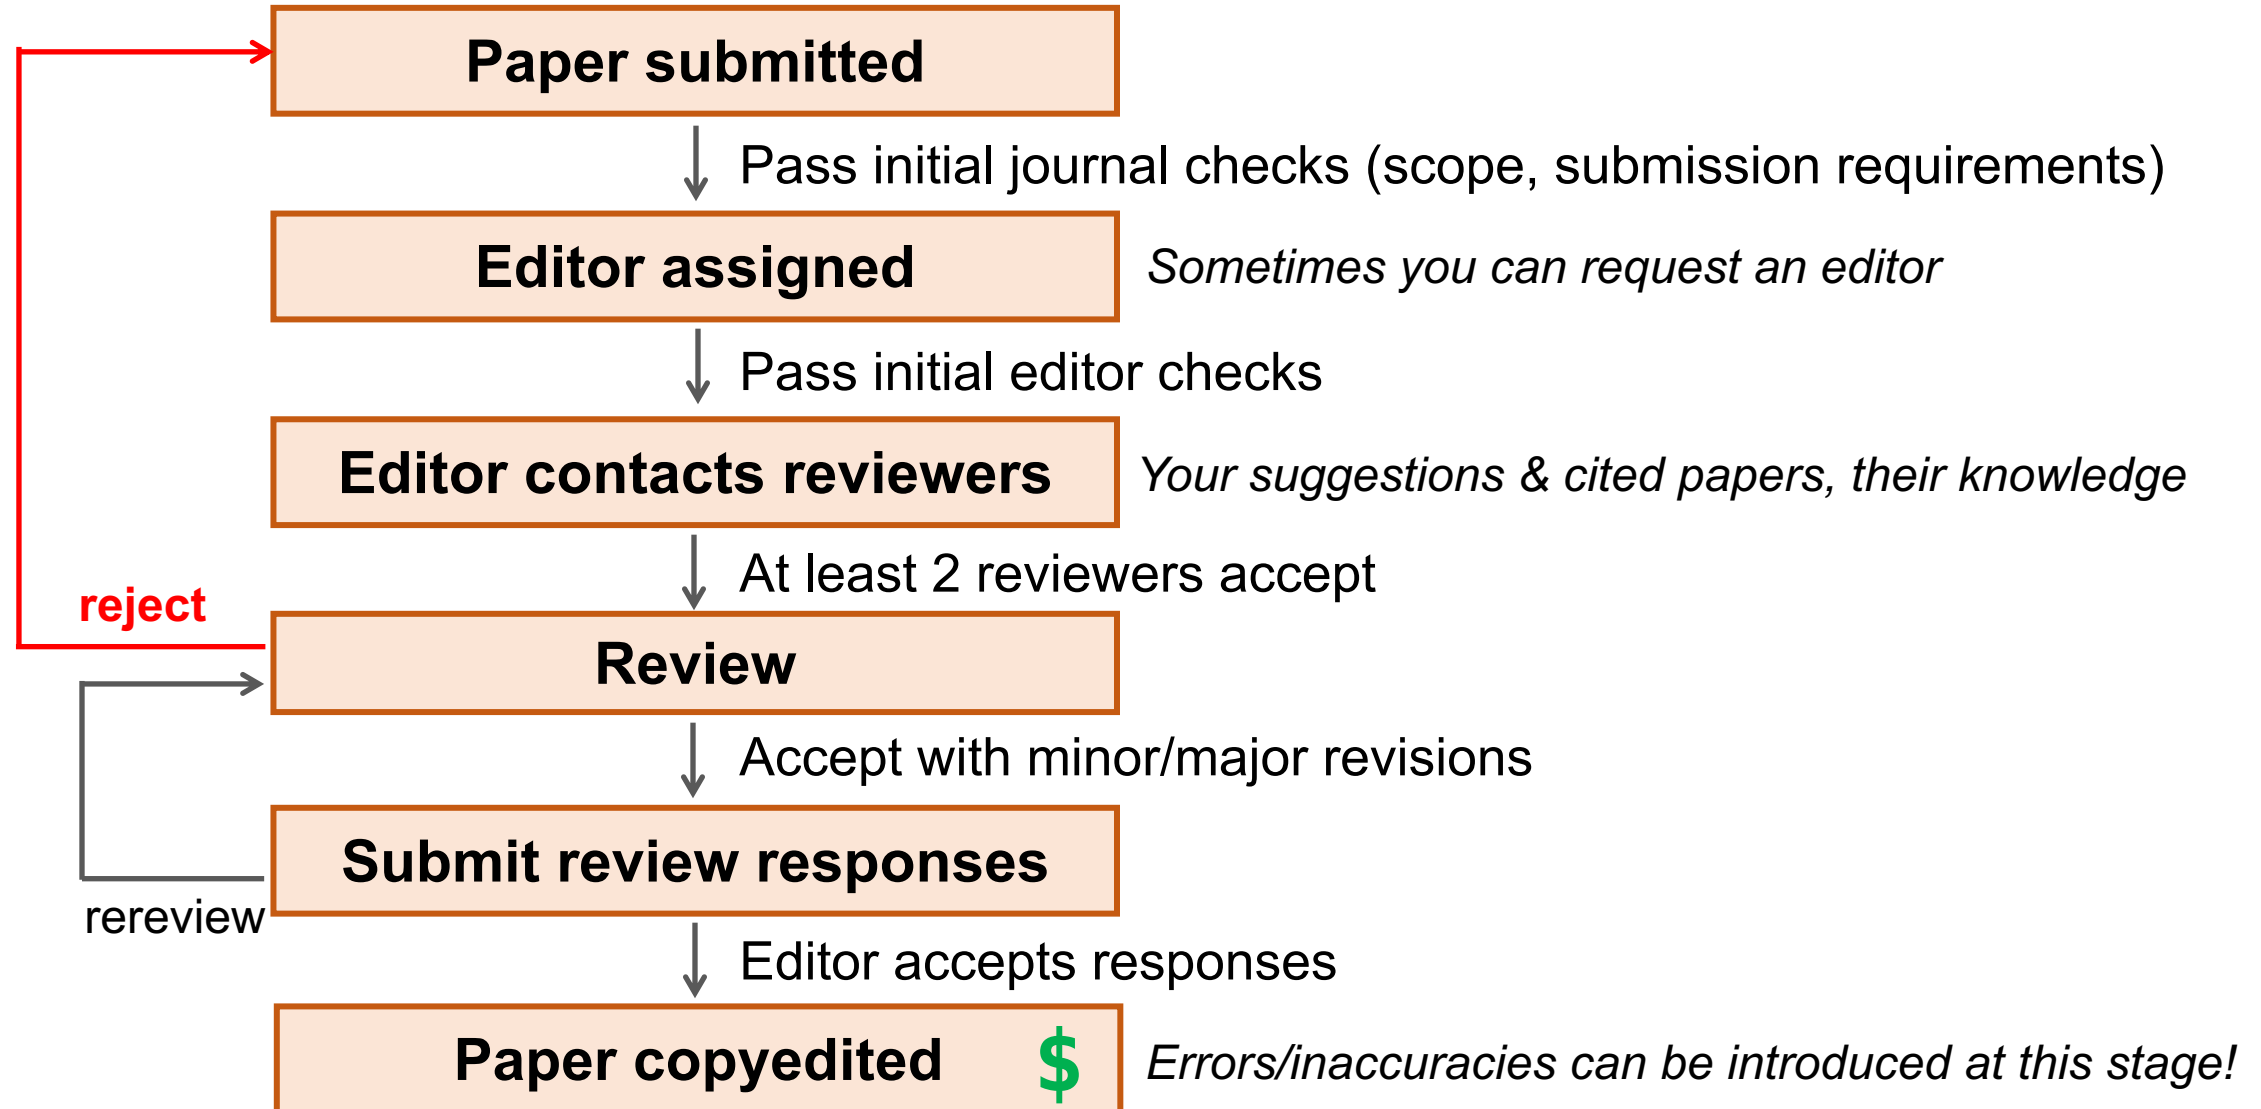 Paper submitted
Pass initial journal checks (scope, submission requirements)
Editor assigned
Sometimes you can request an editor
Pass initial editor checks
Editor contacts reviewers
Your suggestions & cited papers, their knowledge
At least 2 reviewers accept
reject
Review
Accept with minor/major revisions
Submit review responses
rereview
Editor accepts responses
Paper copyedited $
Errors/inaccuracies can be introduced at this stage!